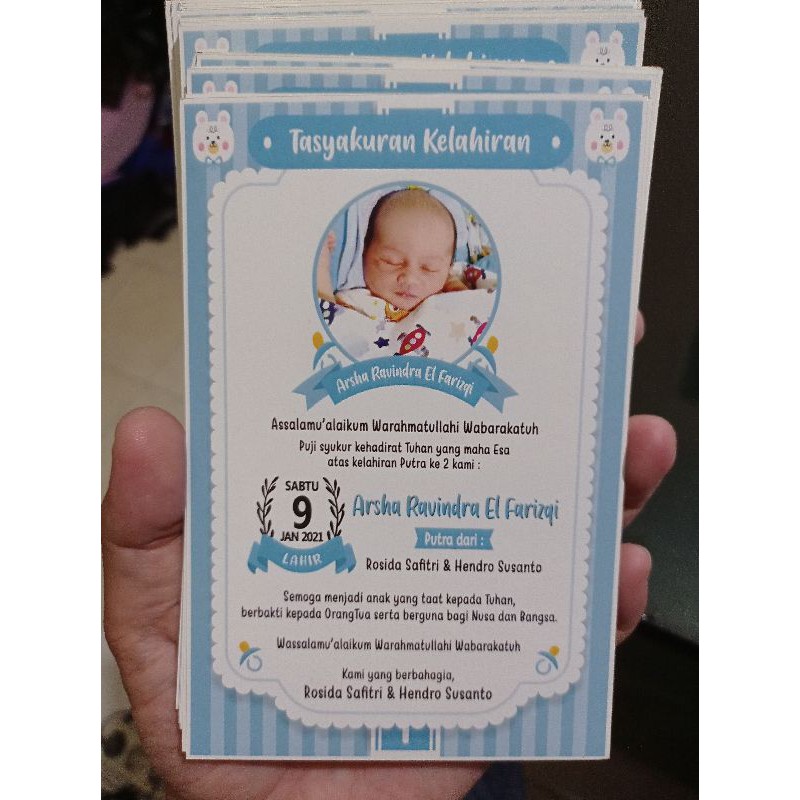 Tasyakuran Kelahiran
Arsha Ravindra El Farizqi
Assalamu'alaikum Warahmatullahi Wabarakatuh
Puji syukur kehadirat Tuhan yang maha Esa
atas kelahiran Putra ke 2 kami :
SABTU
9
JAN 2021
LAHIR
Arsha Ravindra El Farizqi
Putra dari :
Rosida Safitri & Hendro Susanto
Semoga menjadi anak yang taat kepada Tuhan,
berbakti kepada OrangTua serta berguna bagi Nusa dan Bangsa.
Wassalamu'alaikum Warahmatullahi Wabarakatuh
Kami yang berbahagia,
Rosida Safitri & Hendro Susanto